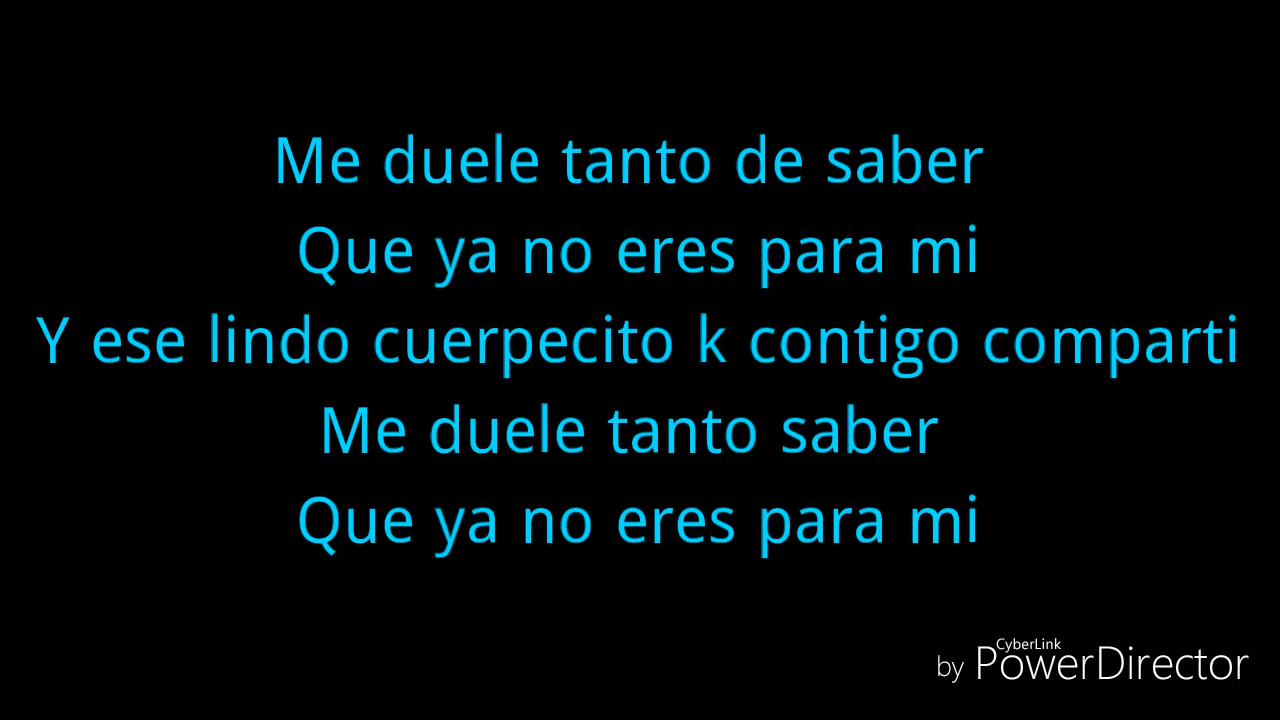 Me duele tanto de saber
Que ya no eres para mi
Y ese lindo cuerpecito k contigo comparti
Me duele tanto saber
Que ya no eres para mi
CyberLink
by PowerDirector